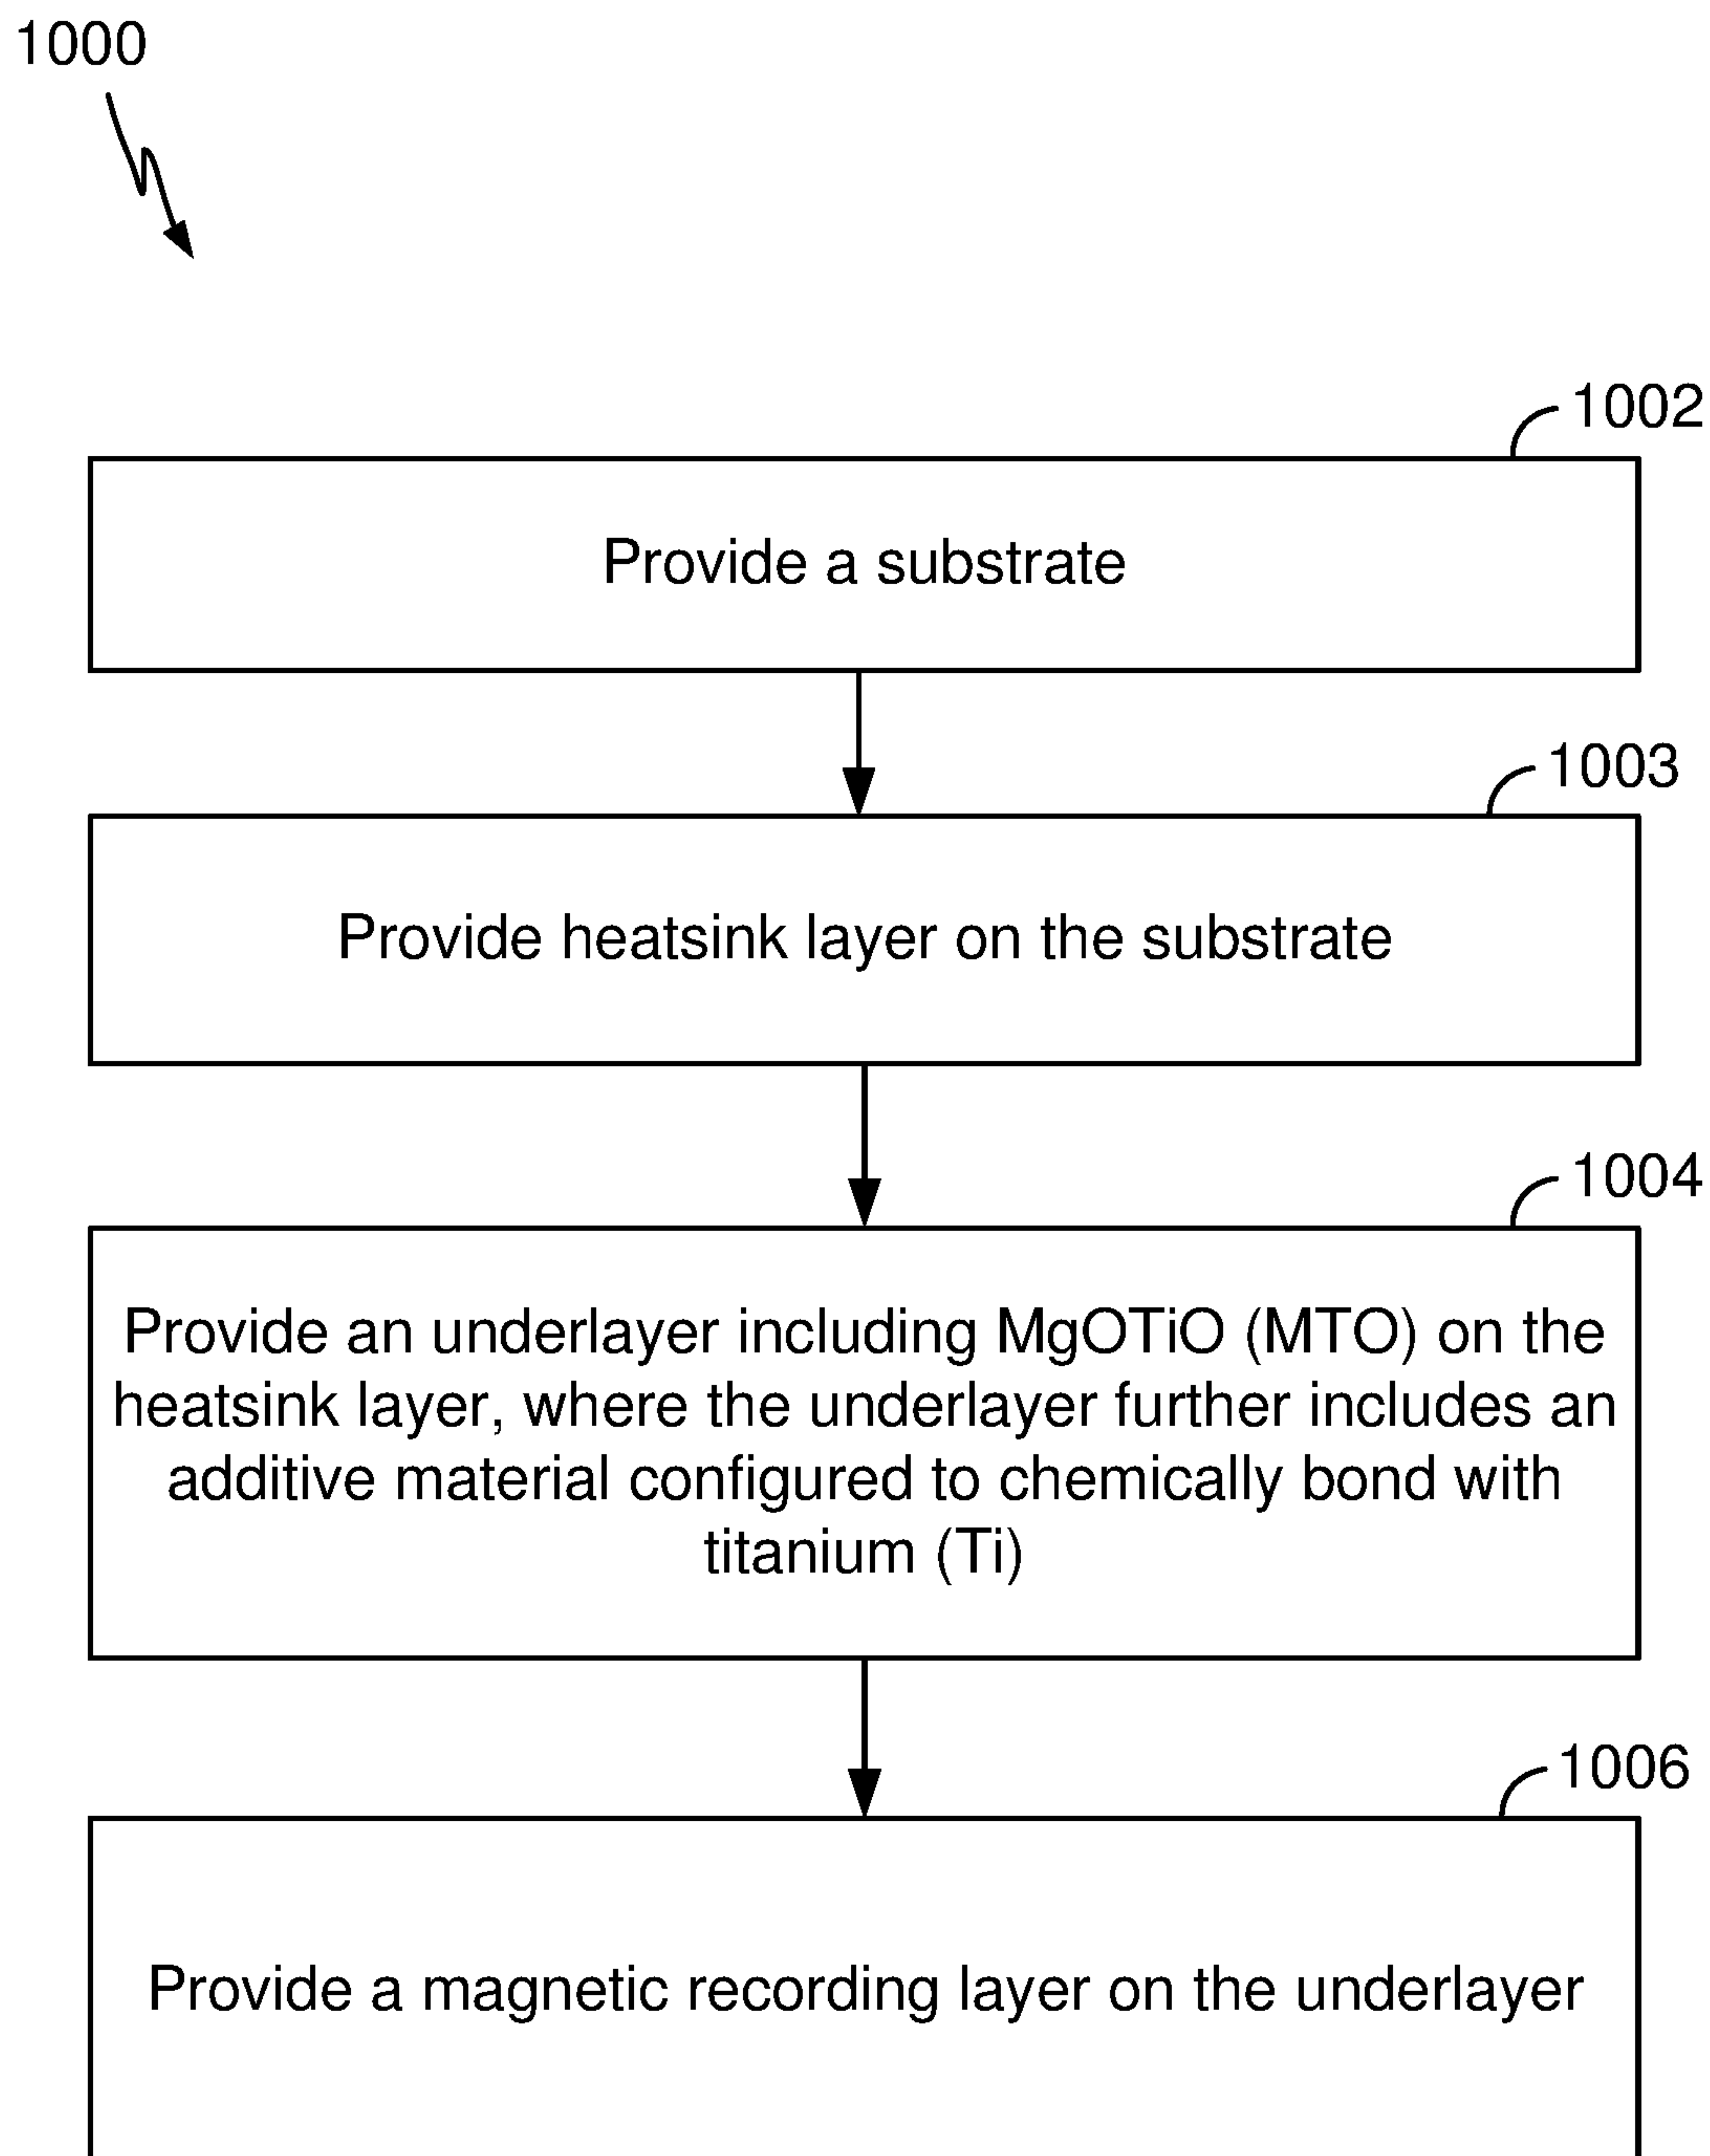 1000
1002
Provide a substrate
1003
Provide heatsink layer on the substrate
1004
Provide an underlayer including MgOTiO (MTO) on the
heatsink layer, where the underlayer further includes an
additive material configured to chemically bond with
titanium (Ti)
1006
Provide a magnetic recording layer on the underlayer